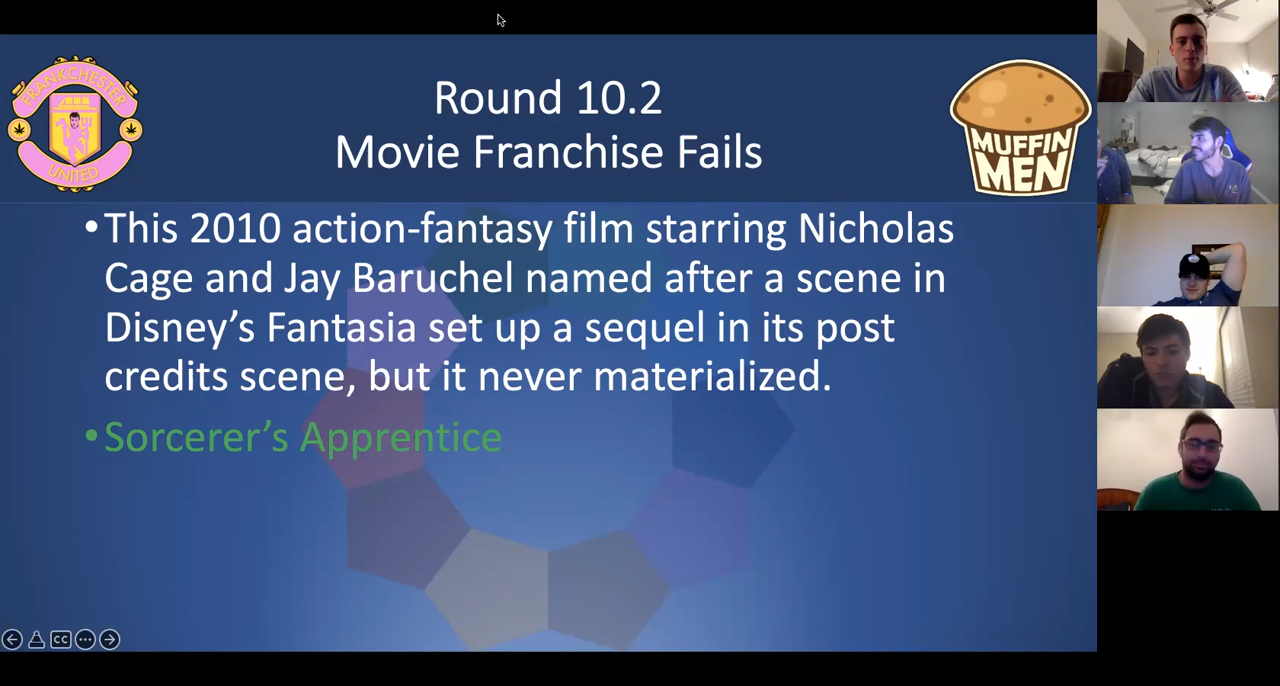 FRANKCHESTER
UNITED
Round 10.2
Movie Franchise Fails
MUFFIN
MEN
•This 2010 action-fantasy film starring Nicholas
Cage and Jay Baruchel named after a scene in
Disney’s Fantasia set up a sequel in its post
credits scene, but it never materialized.
•Sorcerer’s Apprentice
CC